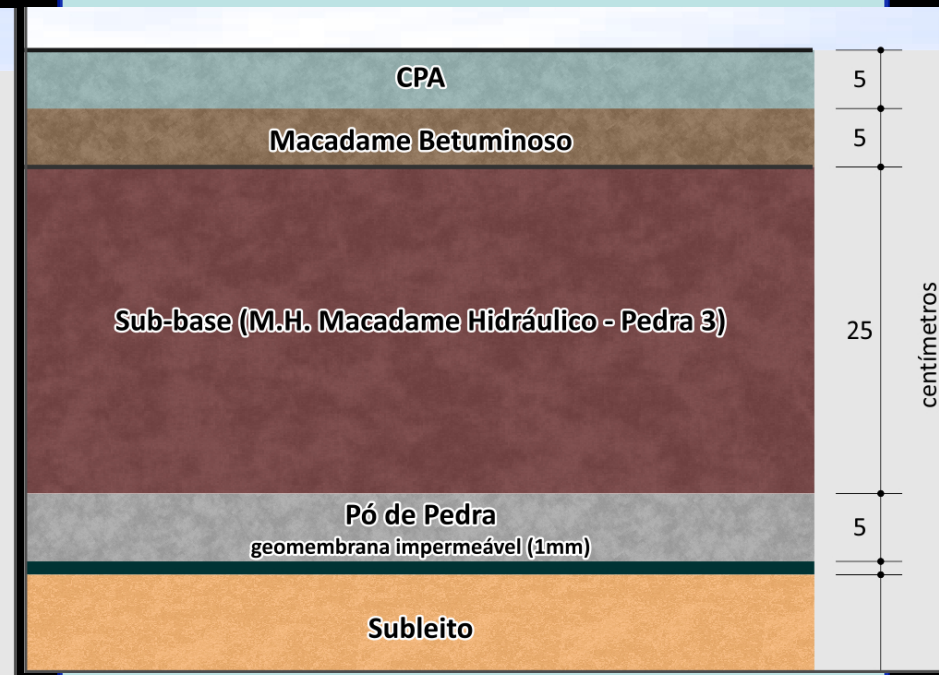 CPA
5
Macadame Betuminoso
5
Sub-base (M.H. Macadame Hidráulico - Pedra 3)
25
centímetros
Pó de Pedra
geomembrana impermeável (1mm)
5
Subleito